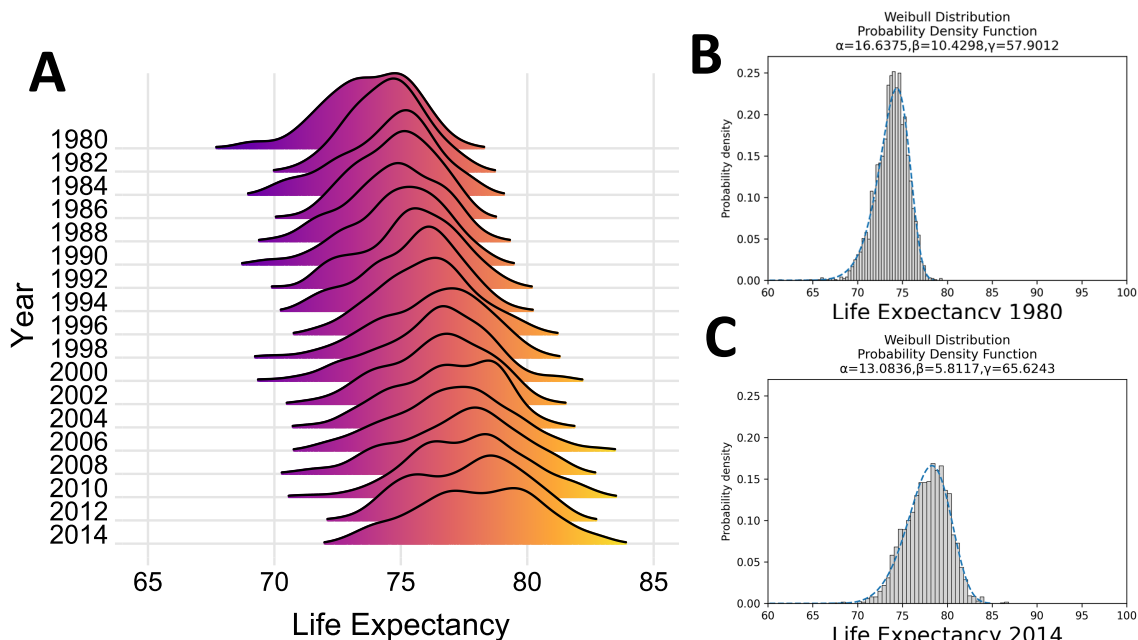 A
Year
1980
1982
1984
1986
1988
1990
1992
1994
1996
1998
2000
2002
2004
2006
2008
2010
2012
2014
65 70 75 80 85
Life Expectancy
B
Weibull Distribution
Probability Density Function
α=16.6375,β=10.4298,γ=57.9012
Probability density
0.25
0.20
0.15
0.10
0.05
0.00
60 65 70 75 80 85 90 95 100
Life Expectancy 1980
C
Weibull Distribution
Probability Density Function
α=13.0836,β=5.8117,γ=65.6243
Probability density
0.25
0.20
0.15
0.10
0.05
0.00
60 65 70 75 80 85 90 95 100
Life Expectancy 2014